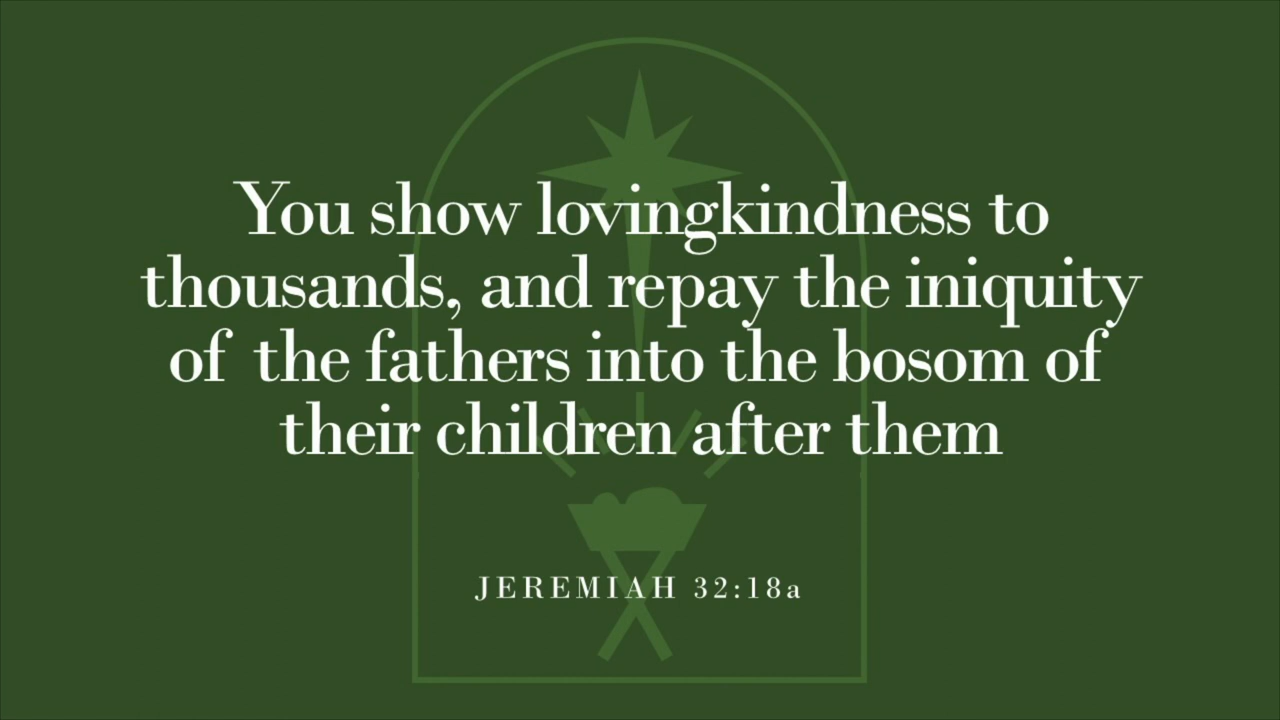 You show lovingkindness to
thousands, and repay the iniquity
of the fathers into the bosom of
their children after them
JEREMIAH 32:18a